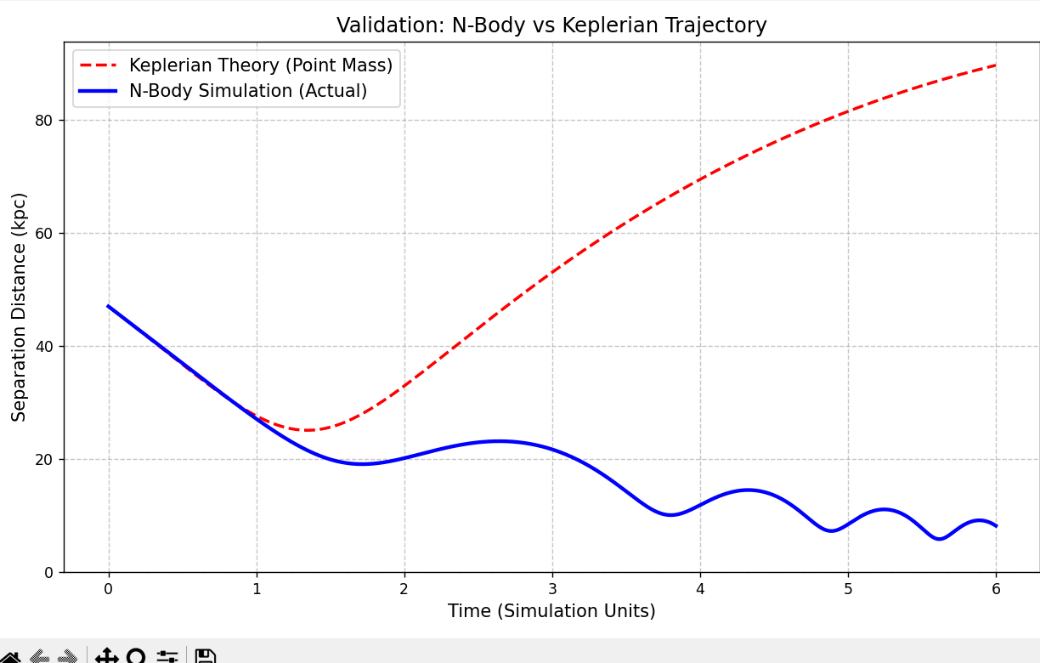 Validation: N-Body vs Keplerian Trajectory
Keplerian Theory (Point Mass)
N-Body Simulation (Actual)
Separation Distance (kpc)
80
60
40
20
0
0 1 2 3 4 5 6
Time (Simulation Units)